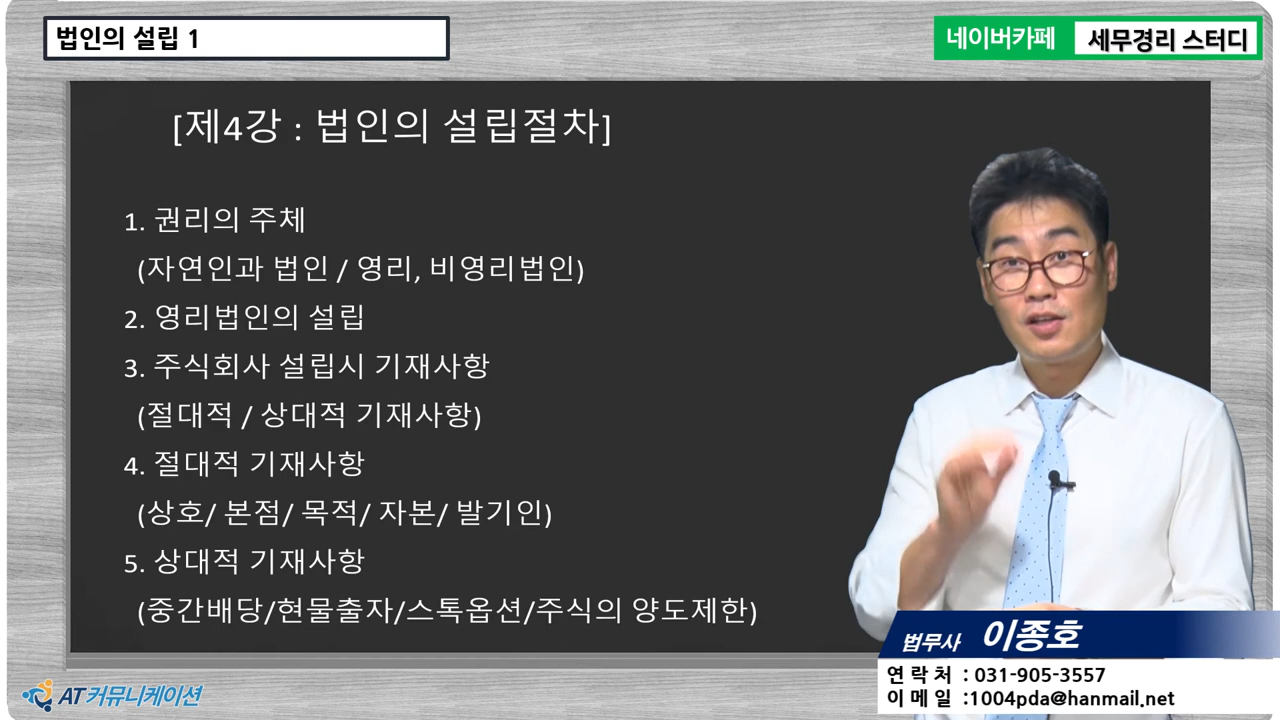 법인의 설립 1
네이버카페 세무경리 스터디
[제4강 : 법인의 설립절차]
1. 권리의 주체
(자연인과 법인 / 영리, 비영리법인)
2. 영리법인의 설립
3. 주식회사 설립시 기재사항
(절대적 / 상대적 기재사항)
4. 절대적 기재사항
(상호/ 본점/ 목적/ 자본/ 발기인)
5. 상대적 기재사항
(중간배당/현물출자/스톡옵션/주식의 양도제한)
법무사 이종호
연 락 처 : 031-905-3557
이 메 일 :1004pda@hanmail.net
AT커뮤니케이션